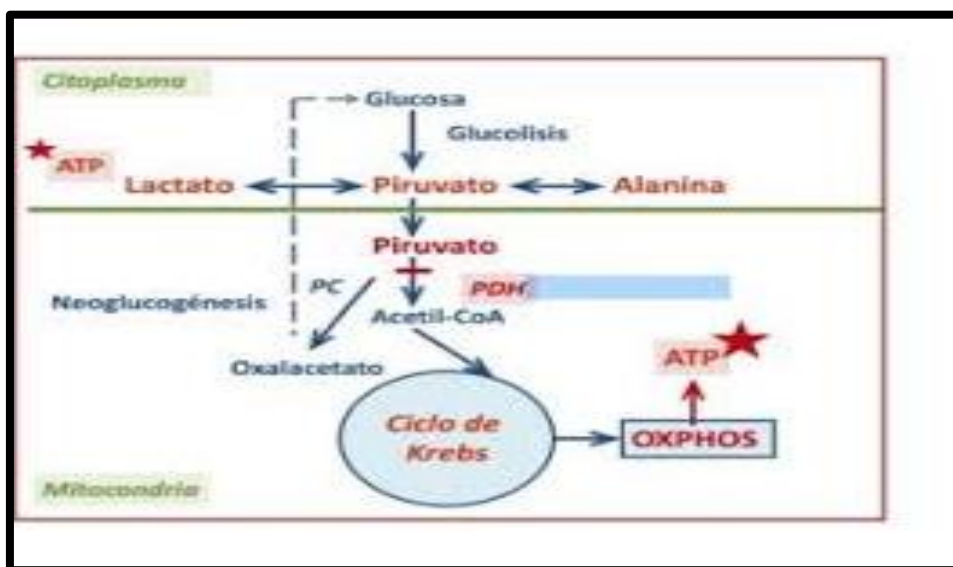 Citoplasma
Glucosa
Glucolisis
ATP
Lactato
Piruvato
Alanina
Piruvato
PC
PDH
Neoglucogénesis
Acetil-CoA
Oxalacetato
ATP
Ciclo de
Krebs
OXPHOS
Mitocondria